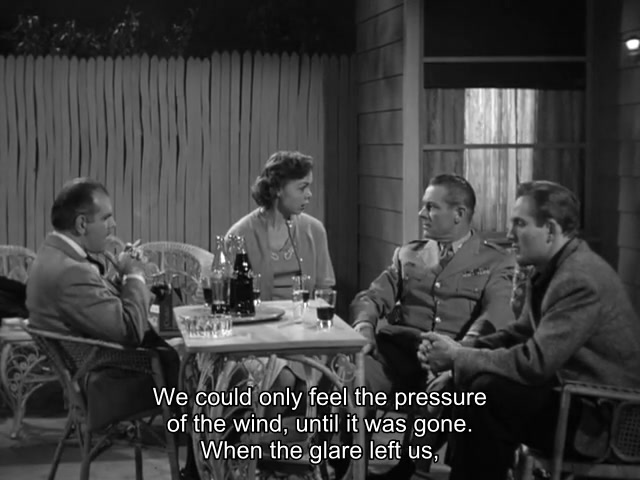 We could only feel the pressure
of the wind, until it was gone.
When the glare left us,